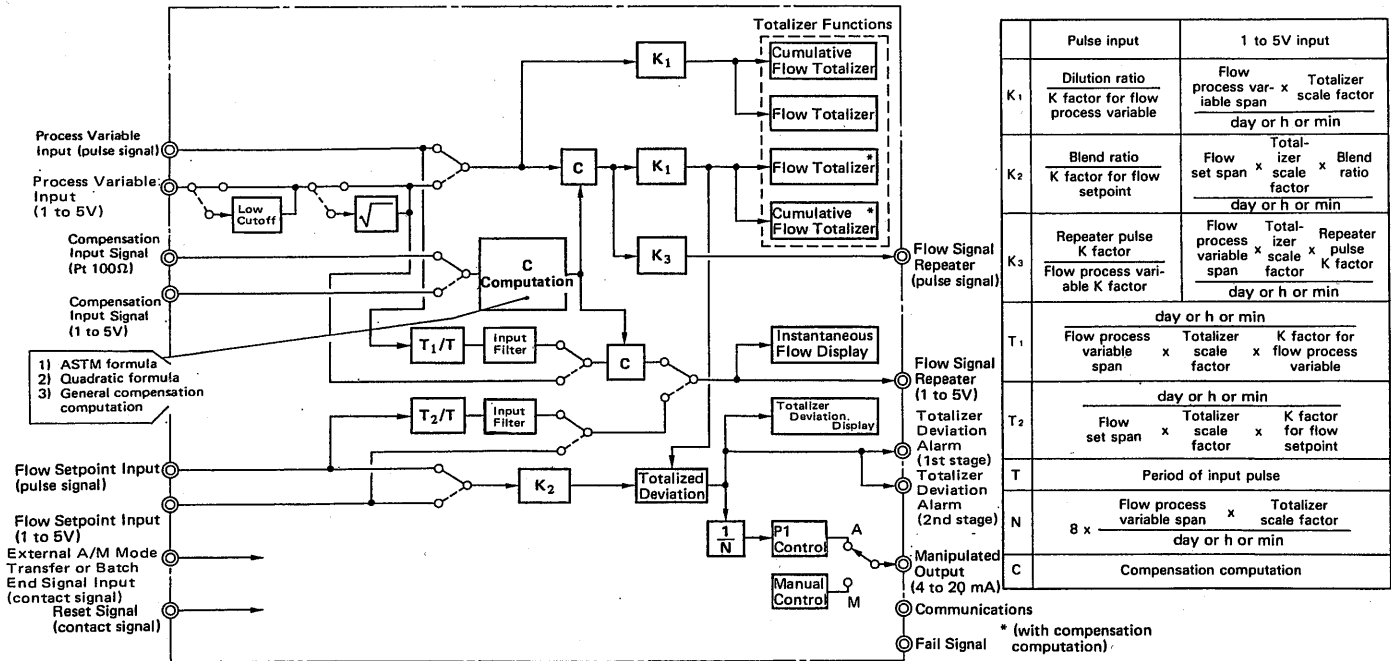 Totalizer Functions
Cumulative
Flow Totalizer
Flow Totalizer
Flow Totalizer *
Cumulative *
Flow Totalizer
K1
C
K1
K3
Process Variable
Input (pulse signal)
Process Variable
Input
(1 to 5V)
Low
Cutoff
√
Compensation
Input Signal
(Pt 100Ω)
Compensation
Input Signal
(1 to 5V)
C
Computation
1) ASTM formula
2) Quadratic formula
3) General compensation
computation
T1/T
Input
Filter
C
T2/T
Input
Filter
Flow Setpoint Input
(pulse signal)
Flow Setpoint Input
(1 to 5V)
External A/M Mode
Transfer or Batch
End Signal Input
(contact signal)
Reset Signal
(contact signal)
K2
Totalized
Deviation
1
N
P1
Control
Manual
Control
A
M
Instantaneous
Flow Display
Totalizer
Deviation
Display
Flow Signal
Repeater
(pulse signal)
Flow Signal
Repeater
(1 to 5V)
Totalizer
Deviation
Alarm
(1st stage)
Totalizer
Deviation
Alarm
(2nd stage)
Manipulated
Output
(4 to 20 mA)
Communications
Fail Signal
* (with compensation
computation)
Pulse input
1 to 5V input
K1
Dilution ratio
K factor for flow
process variable
Flow
process var-
iable span x Totalizer
scale factor
day or h or min
K2
Blend ratio
K factor for flow
setpoint
Flow
set span x Total-
izer
scale
factor x Blend
ratio
day or h or min
K3
Repeater pulse
K factor
Flow process vari-
able K factor
Flow
process
variable
span x Total-
izer
scale
factor x Repeater
pulse
K factor
day or h or min
T1
day or h or min
Flow process
variable
span x Totalizer
scale
factor x K factor for
flow process
variable
T2
day or h or min
Flow
set span x Totalizer
scale
factor x K factor
for flow
setpoint
T
Period of input pulse
N
8 x Flow process
variable span x Totalizer
scale factor
day or h or min
C
Compensation computation